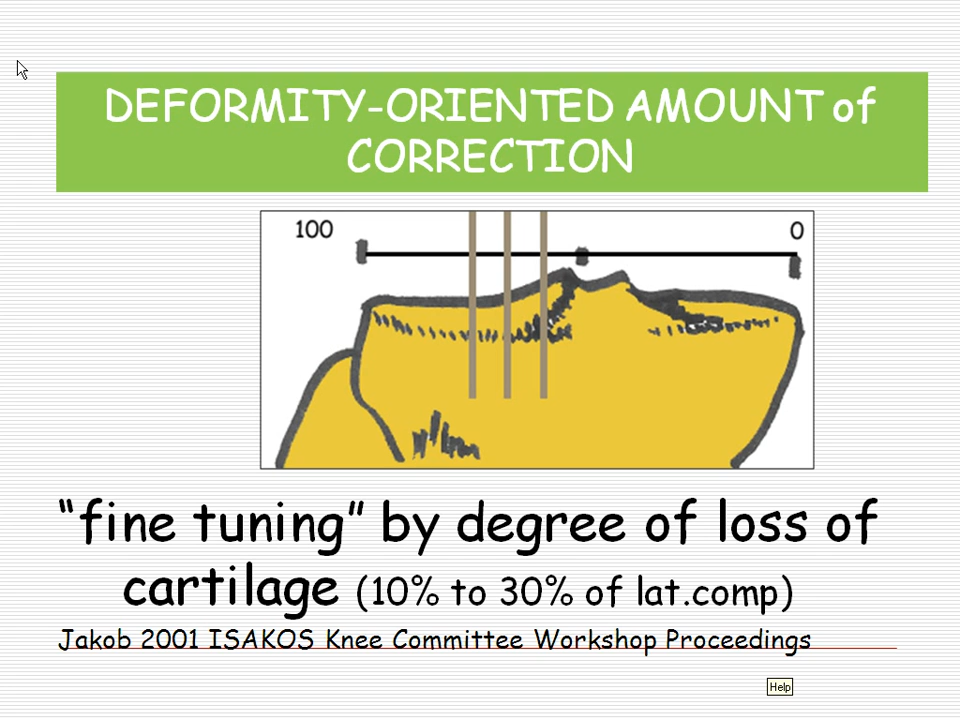 DEFORMITY-ORIENTED AMOUNT of
CORRECTION
100
0
“fine tuning” by degree of loss of
cartilage (10% to 30% of lat.comp)
Jakob 2001 ISAKOS Knee Committee Workshop Proceedings
Help